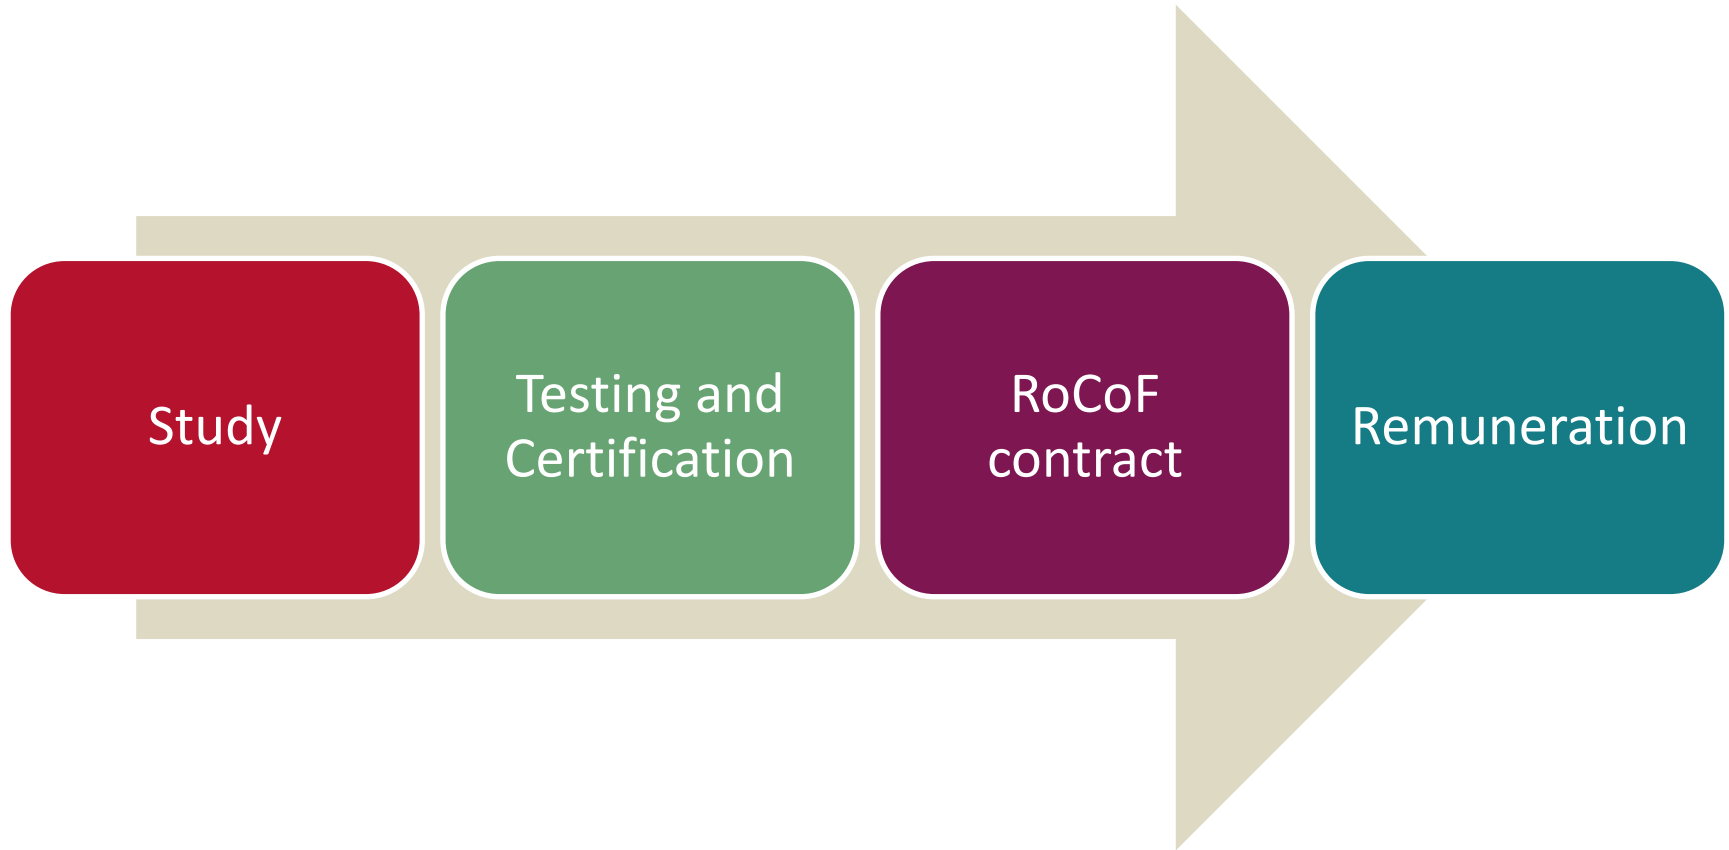 Study
Testing and
Certification
RoCoF
contract
Remuneration